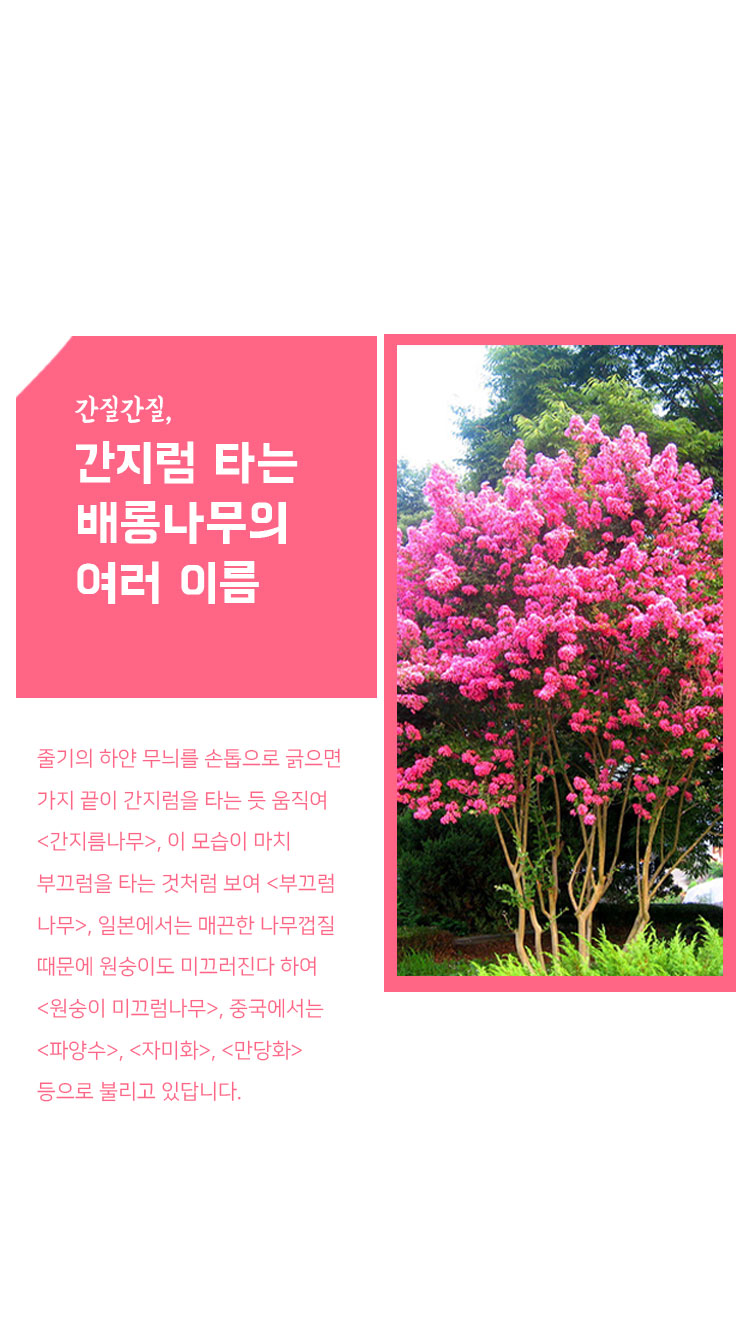 간질간질,
간지럼 타는
배롱나무의
여러 이름
줄기의 하얀 무늬를 손톱으로 긁으면
가지 끝이 간지럼을 타는 듯 움직여
<간지름나무>, 이 모습이 마치
부끄럼을 타는 것처럼 보여 <부끄럼
나무>, 일본에서는 매끈한 나무껍질
때문에 원숭이도 미끄러진다 하여
<원숭이 미끄럼나무>, 중국에서는
<파양수>, <자미화>, <만당화>
등으로 불리고 있답니다.